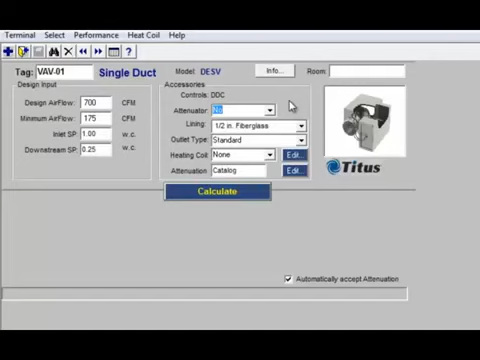 Terminal Select Performance Heat Coil Help
Tag: VAV-01 Single Duct Model: DESV Info... Room:
Design Input
Design AirFlow: 700 CFM
Minimum AirFlow: 175 CFM
Inlet SP: 1.00 w.c.
Downstream SP: 0.25 w.c.
Accessories
Controls: DDC
Attenuator: No
Lining: 1/2 in. Fiberglass
Outlet Type: Standard
Heating Coil: None Edit...
Attenuation Catalog Edit...
Titus
Calculate
Automatically accept Attenuation